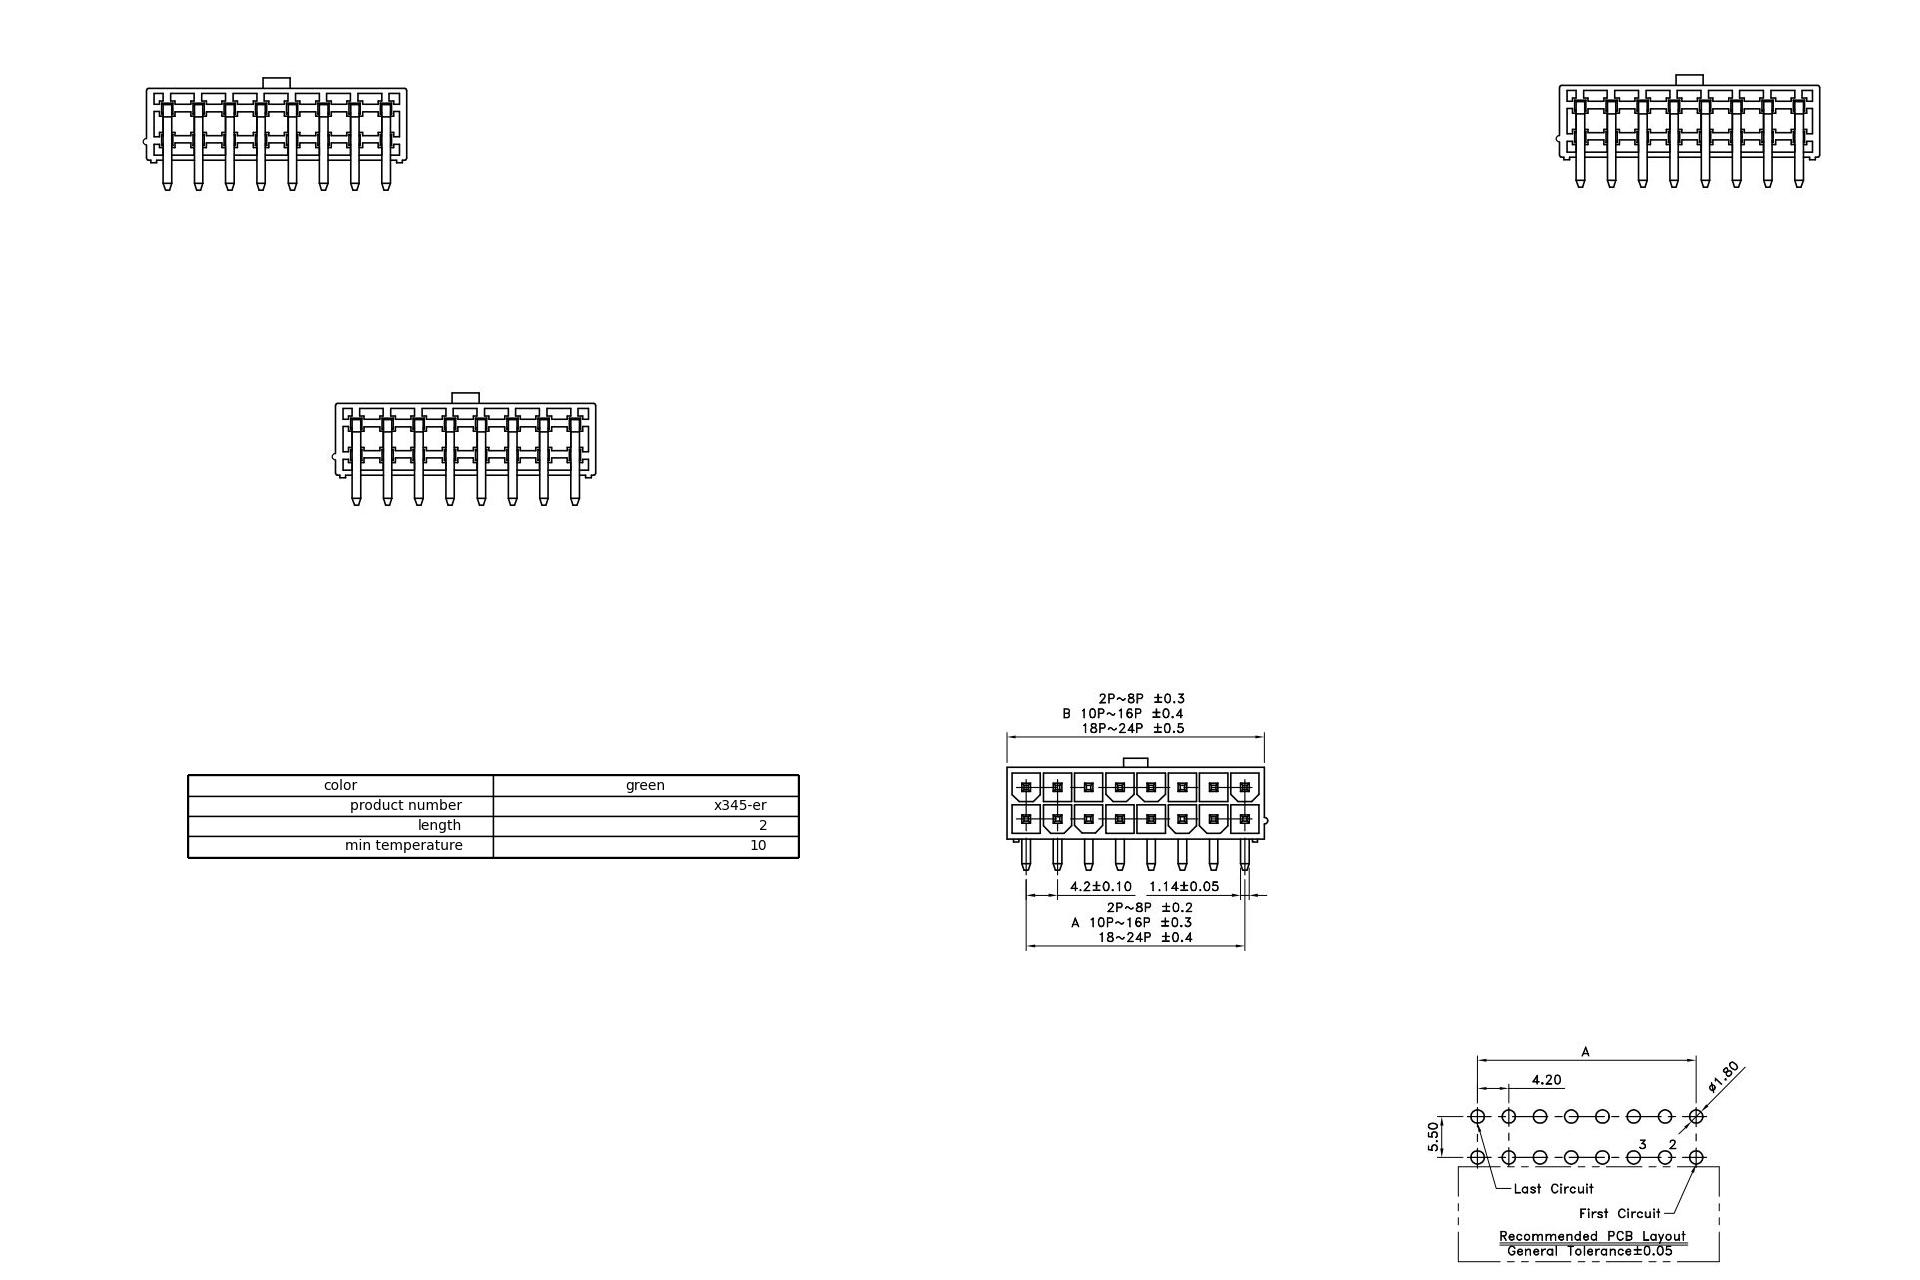 2P~8P ±0.3
B 10P~16P ±0.4
18P~24P ±0.5
color green
product number x345-er
length 2
min temperature 10
4.2±0.10 1.14±0.05
2P~8P ±0.2
A 10P~16P ±0.3
18~24P ±0.4
A
4.20
ø1.80
5.50
3 2
Last Circuit
First Circuit
Recommended PCB Layout
General Tolerance±0.05